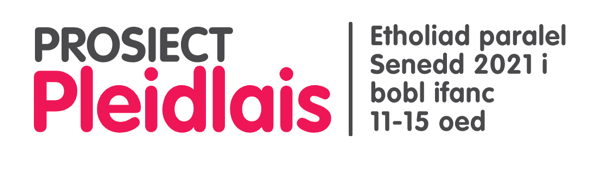 PROSIECT
Pleidlais
Etholiad paralel
Senedd 2021 i
bobl ifanc
11-15 oed